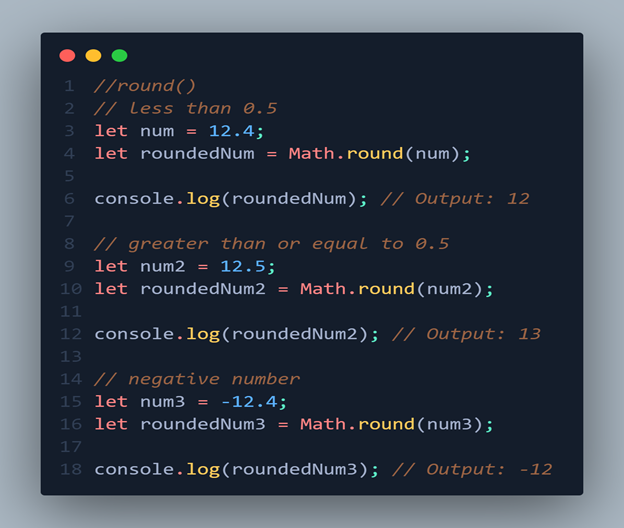 1 //round()
2 // less than 0.5
3 let num = 12.4;
4 let roundedNum = Math.round(num);
5
6 console.log(roundedNum); // Output: 12
7
8 // greater than or equal to 0.5
9 let num2 = 12.5;
10 let roundedNum2 = Math.round(num2);
11
12 console.log(roundedNum2); // Output: 13
13
14 // negative number
15 let num3 = -12.4;
16 let roundedNum3 = Math.round(num3);
17
18 console.log(roundedNum3); // Output: -12